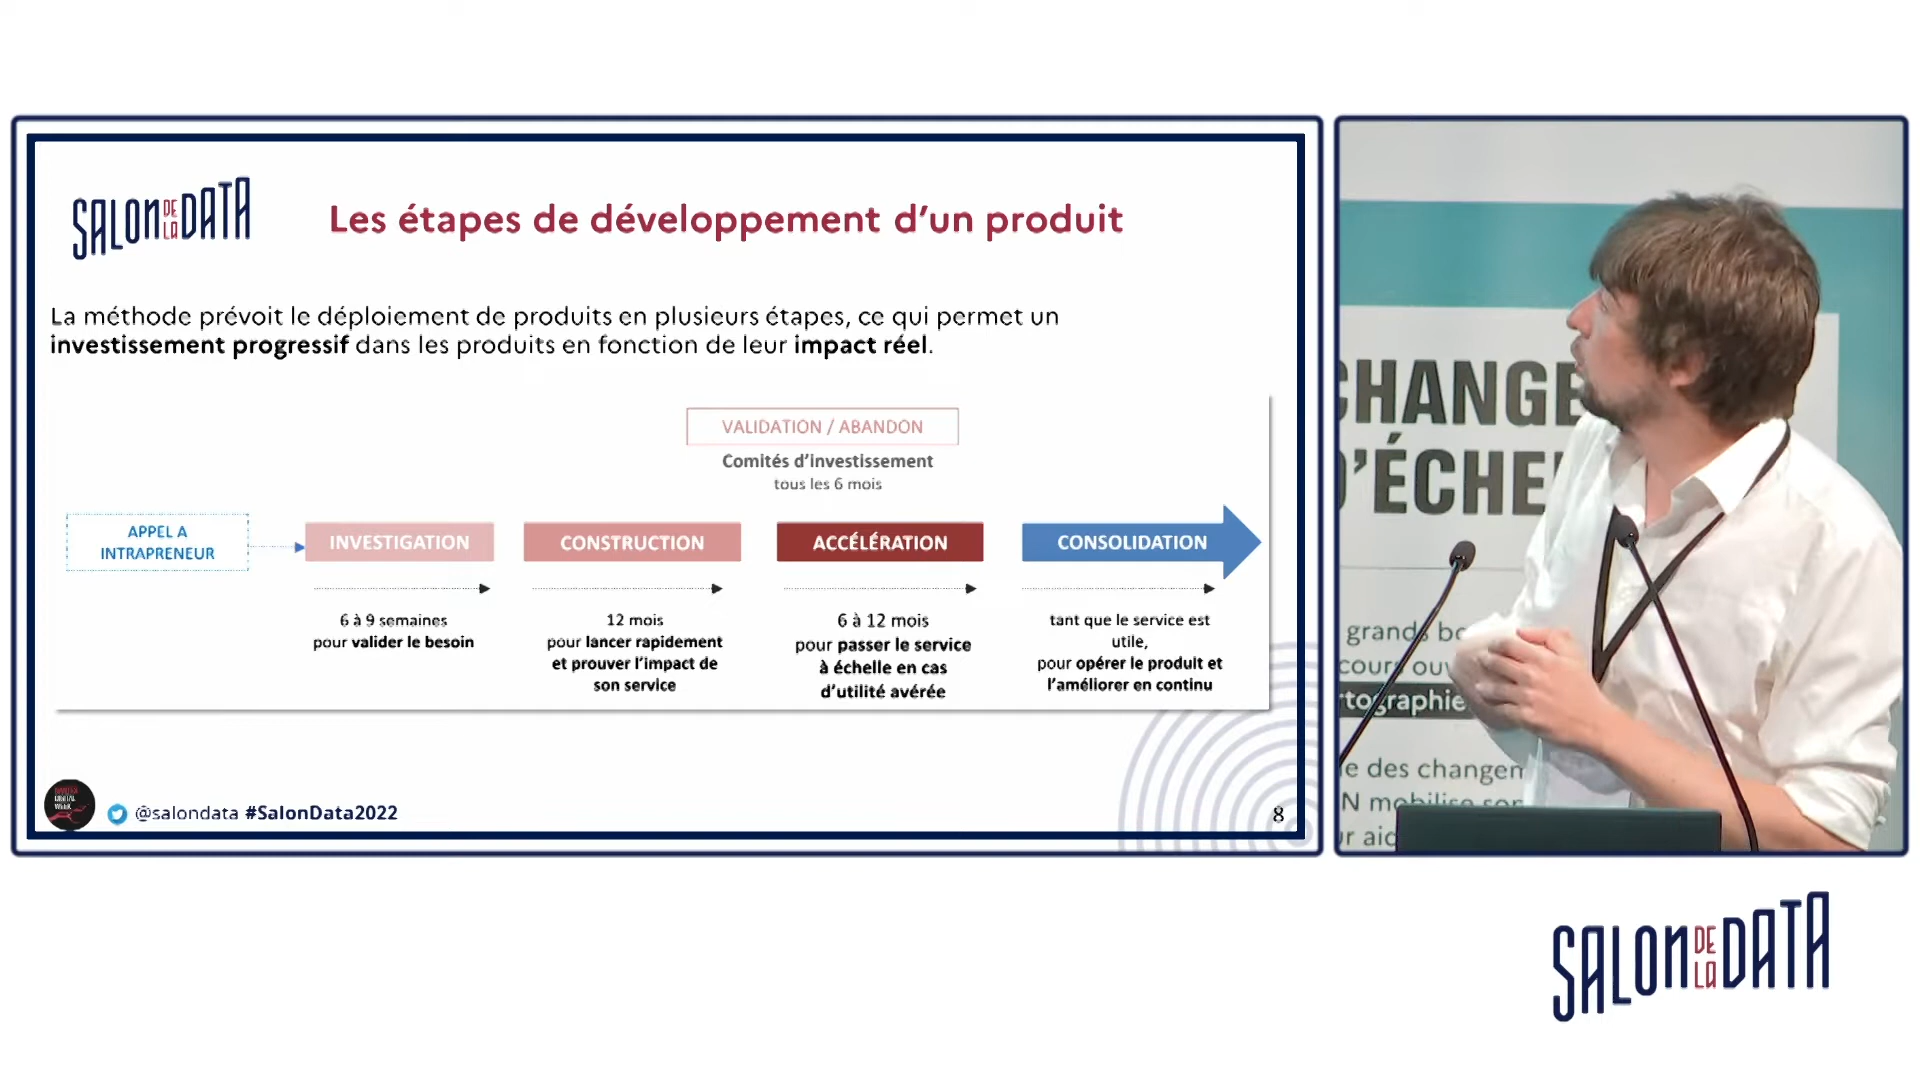 SALON DE LA DATA
Les étapes de développement d'un produit
La méthode prévoit le déploiement de produits en plusieurs étapes, ce qui permet un
investissement progressif dans les produits en fonction de leur impact réel.
VALIDATION / ABANDON
Comités d'investissement
tous les 6 mois
APPEL A
INTRAPRENEUR
INVESTIGATION
CONSTRUCTION
ACCÉLÉRATION
CONSOLIDATION
6 à 9 semaines
pour valider le besoin
12 mois
pour lancer rapidement
et prouver l'impact de
son service
6 à 12 mois
pour passer le service
à échelle en cas
d'utilité avérée
tant que le service est
utile,
pour opérer le produit et
l'améliorer en continu
@salondata #SalonData2022
8
CHANGE
D'ÉCHE
grands
cours
tographie
des changem
N mobilise
SALON DE LA DATA